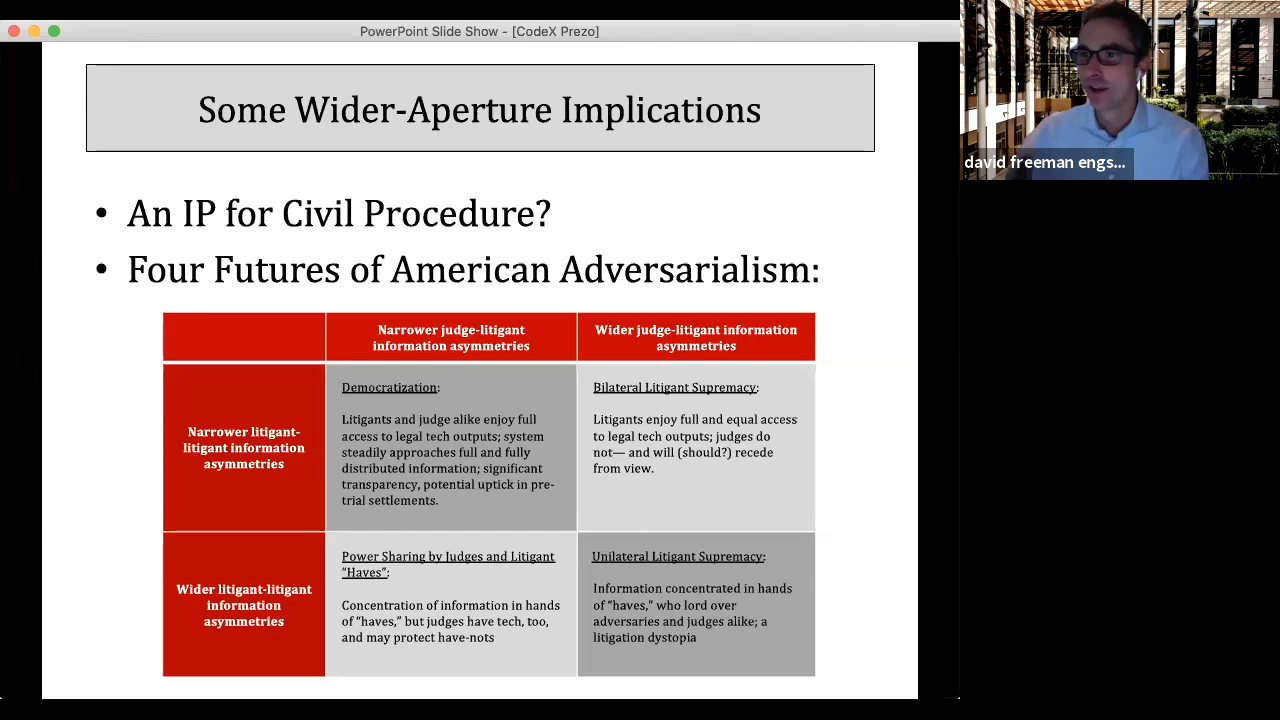 PowerPoint Slide Show - [CodeX Prezo]
Some Wider-Aperture Implications
• An IP for Civil Procedure?
• Four Futures of American Adversarialism:
Narrower judge-litigant
information asymmetries
Wider judge-litigant information
asymmetries
Narrower litigant-
litigant information
asymmetries
Democratization:
Litigants and judge alike enjoy full
access to legal tech outputs; system
steadily approaches full and fully
distributed information; significant
transparency, potential uptick in pre-
trial settlements.
Bilateral Litigant Supremacy:
Litigants enjoy full and equal access
to legal tech outputs; judges do
not— and will (should?) recede
from view.
Wider litigant-litigant
information
asymmetries
Power Sharing by Judges and Litigant
“Haves”:
Concentration of information in hands
of “haves,” but judges have tech, too,
and may protect have-nots
Unilateral Litigant Supremacy:
Information concentrated in hands
of “haves,” who lord over
adversaries and judges alike; a
litigation dystopia
david freeman engs...